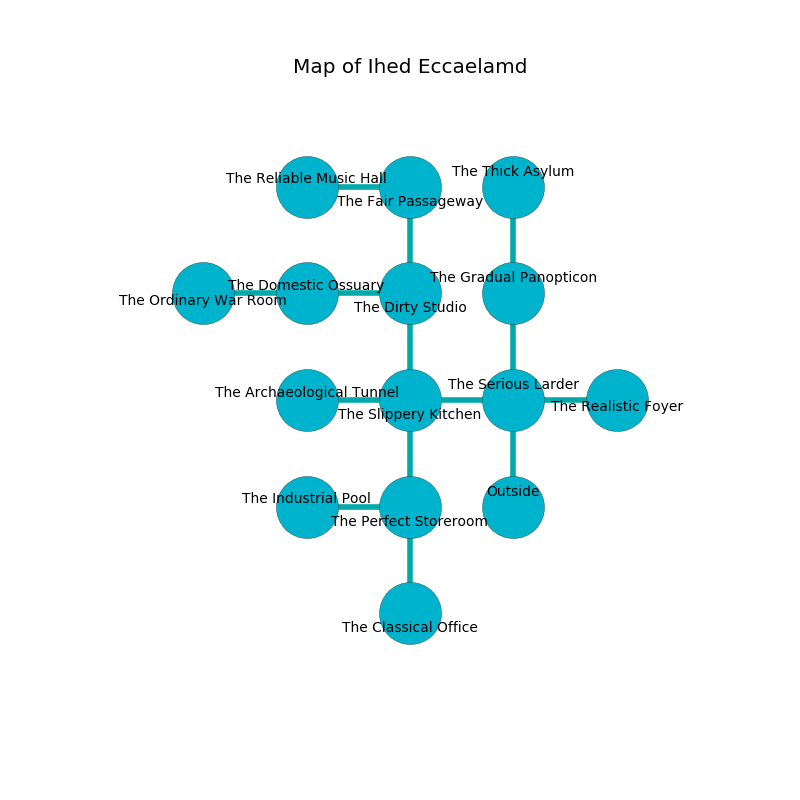 Map of Ihed Eccaelamd
The Thick Asylum
The Reliable Music Hall
The Fair Passageway
The Gradual Panopticon
The Domestic Ossuary
The Ordinary War Room
The Dirty Studio
The Serious Larder
The Archaeological Tunnel
The Realistic Foyer
The Slippery Kitchen
Outside
The Industrial Pool
The Perfect Storeroom
The Classical Office